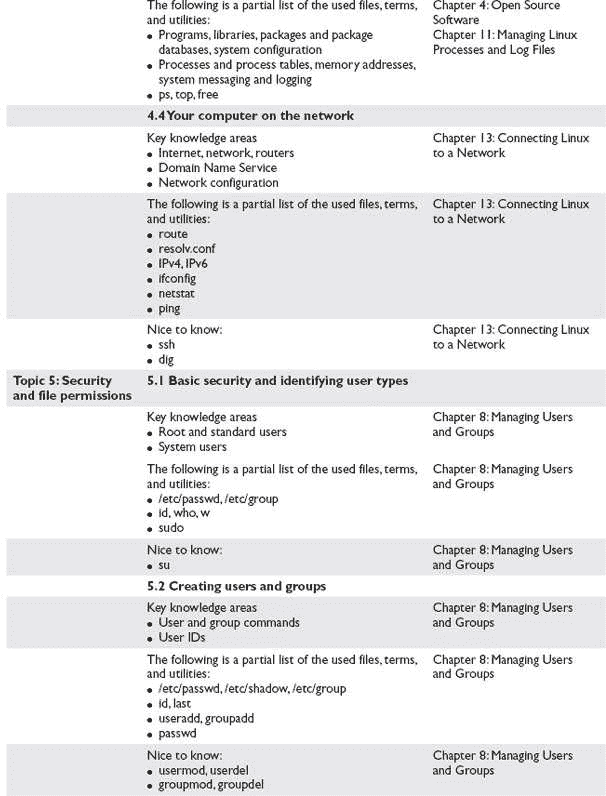 The following is a partial list of the used files, terms,
and utilities:
• Programs, libraries, packages and package
databases, system configuration
• Processes and process tables, memory addresses,
system messaging and logging
• ps, top, free
Chapter 4: Open Source
Software
Chapter 11: Managing Linux
Processes and Log Files
4.4 Your computer on the network
Key knowledge areas
• Internet, network, routers
• Domain Name Service
• Network configuration
Chapter 13: Connecting Linux
to a Network
The following is a partial list of the used files, terms,
and utilities:
• route
• resolv.conf
• IPv4, IPv6
• ifconfig
• netstat
• ping
Chapter 13: Connecting Linux
to a Network
Nice to know:
• ssh
• dig
Chapter 13: Connecting Linux
to a Network
Topic 5: Security
and file permissions
5.1 Basic security and identifying user types
Key knowledge areas
• Root and standard users
• System users
Chapter 8: Managing Users
and Groups
The following is a partial list of the used files, terms,
and utilities:
• /etc/passwd, /etc/group
• id, who, w
• sudo
Chapter 8: Managing Users
and Groups
Nice to know:
• su
Chapter 8: Managing Users
and Groups
5.2 Creating users and groups
Key knowledge areas
• User and group commands
• User IDs
Chapter 8: Managing Users
and Groups
The following is a partial list of the used files, terms,
and utilities:
• /etc/passwd, /etc/shadow, /etc/group
• id, last
• useradd, groupadd
• passwd
Chapter 8: Managing Users
and Groups
Nice to know:
• usermod, userdel
• groupmod, groupdel
Chapter 8: Managing Users
and Groups